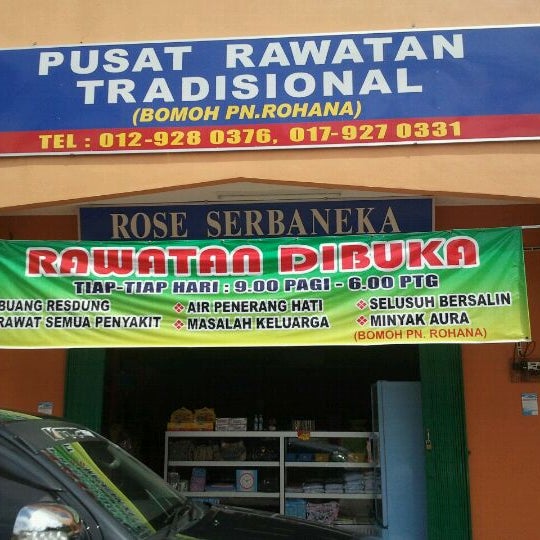 PUSAT RAWATAN
TRADISIONAL
(BOMOH PN.ROHANA)
TEL : 012-928 0376, 017-927 0331
ROSE SERBANEKA
RAWATAN DIBUKA
TIAP-TIAP HARI : 9.00 PAGI - 6.00 PTG
BUANG RESDUNG
❖ AIR PENERANG HATI
❖ SELUSUH BERSALIN
RAWAT SEMUA PENYAKIT
❖ MASALAH KELUARGA
❖ MINYAK AURA
(BOMOH PN. ROHANA)